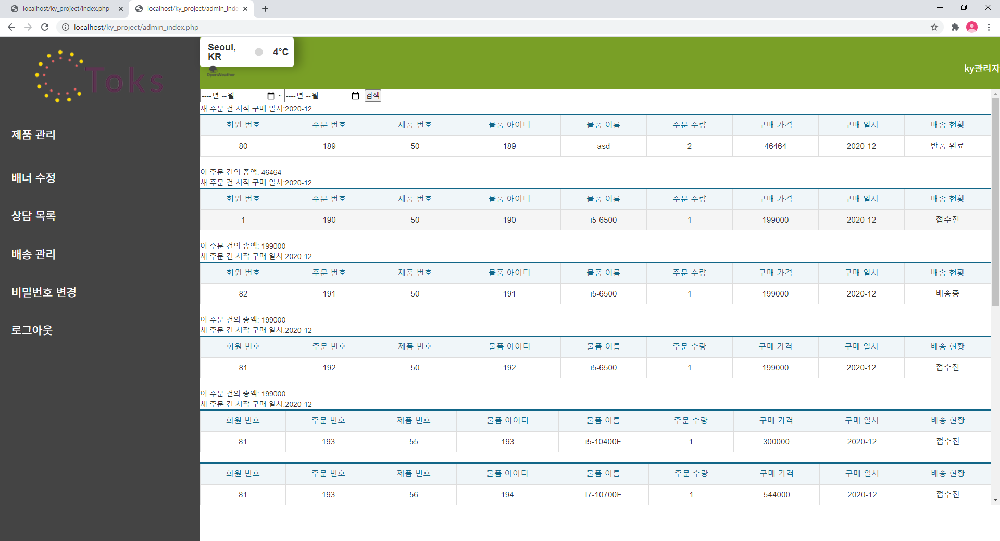 localhost/ky_project/index.php
localhost/ky_project/admin_inde
localhost/ky_project/admin_index.php
Toks
제품 관리
배너 수정
상담 목록
배송 관리
비밀번호 변경
로그아웃
Seoul, KR 4°C
OpenWeather
ky관리자
----년 --월 ~ ----년 --월 검색
새 주문 건 시작 구매 일시:2020-12
회원 번호 주문 번호 제품 번호 물품 아이디 물품 이름 주문 수량 구매 가격 구매 일시 배송 현황
80 189 50 189 asd 2 46464 2020-12 반품 완료
이 주문 건의 총액: 46464
새 주문 건 시작 구매 일시:2020-12
회원 번호 주문 번호 제품 번호 물품 아이디 물품 이름 주문 수량 구매 가격 구매 일시 배송 현황
1 190 50 190 i5-6500 1 199000 2020-12 접수전
이 주문 건의 총액: 199000
새 주문 건 시작 구매 일시:2020-12
회원 번호 주문 번호 제품 번호 물품 아이디 물품 이름 주문 수량 구매 가격 구매 일시 배송 현황
82 191 50 191 i5-6500 1 199000 2020-12 배송중
이 주문 건의 총액: 199000
새 주문 건 시작 구매 일시:2020-12
회원 번호 주문 번호 제품 번호 물품 아이디 물품 이름 주문 수량 구매 가격 구매 일시 배송 현황
81 192 50 192 i5-6500 1 199000 2020-12 접수전
이 주문 건의 총액: 199000
새 주문 건 시작 구매 일시:2020-12
회원 번호 주문 번호 제품 번호 물품 아이디 물품 이름 주문 수량 구매 가격 구매 일시 배송 현황
81 193 55 193 i5-10400F 1 300000 2020-12 접수전
회원 번호 주문 번호 제품 번호 물품 아이디 물품 이름 주문 수량 구매 가격 구매 일시 배송 현황
81 193 56 194 I7-10700F 1 544000 2020-12 접수전